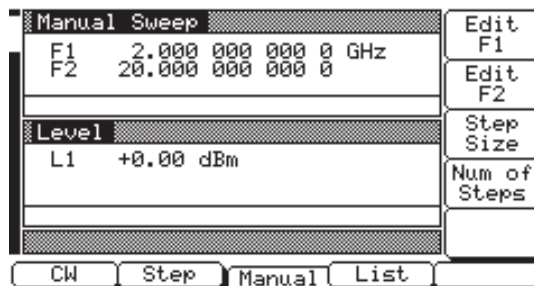 Manual Sweep
F1 2.000 000 000 0 GHz
F2 20.000 000 000 0
Level
L1 +0.00 dBm
Edit
F1
Edit
F2
Step
Size
Num of
Steps
CW Step Manual List